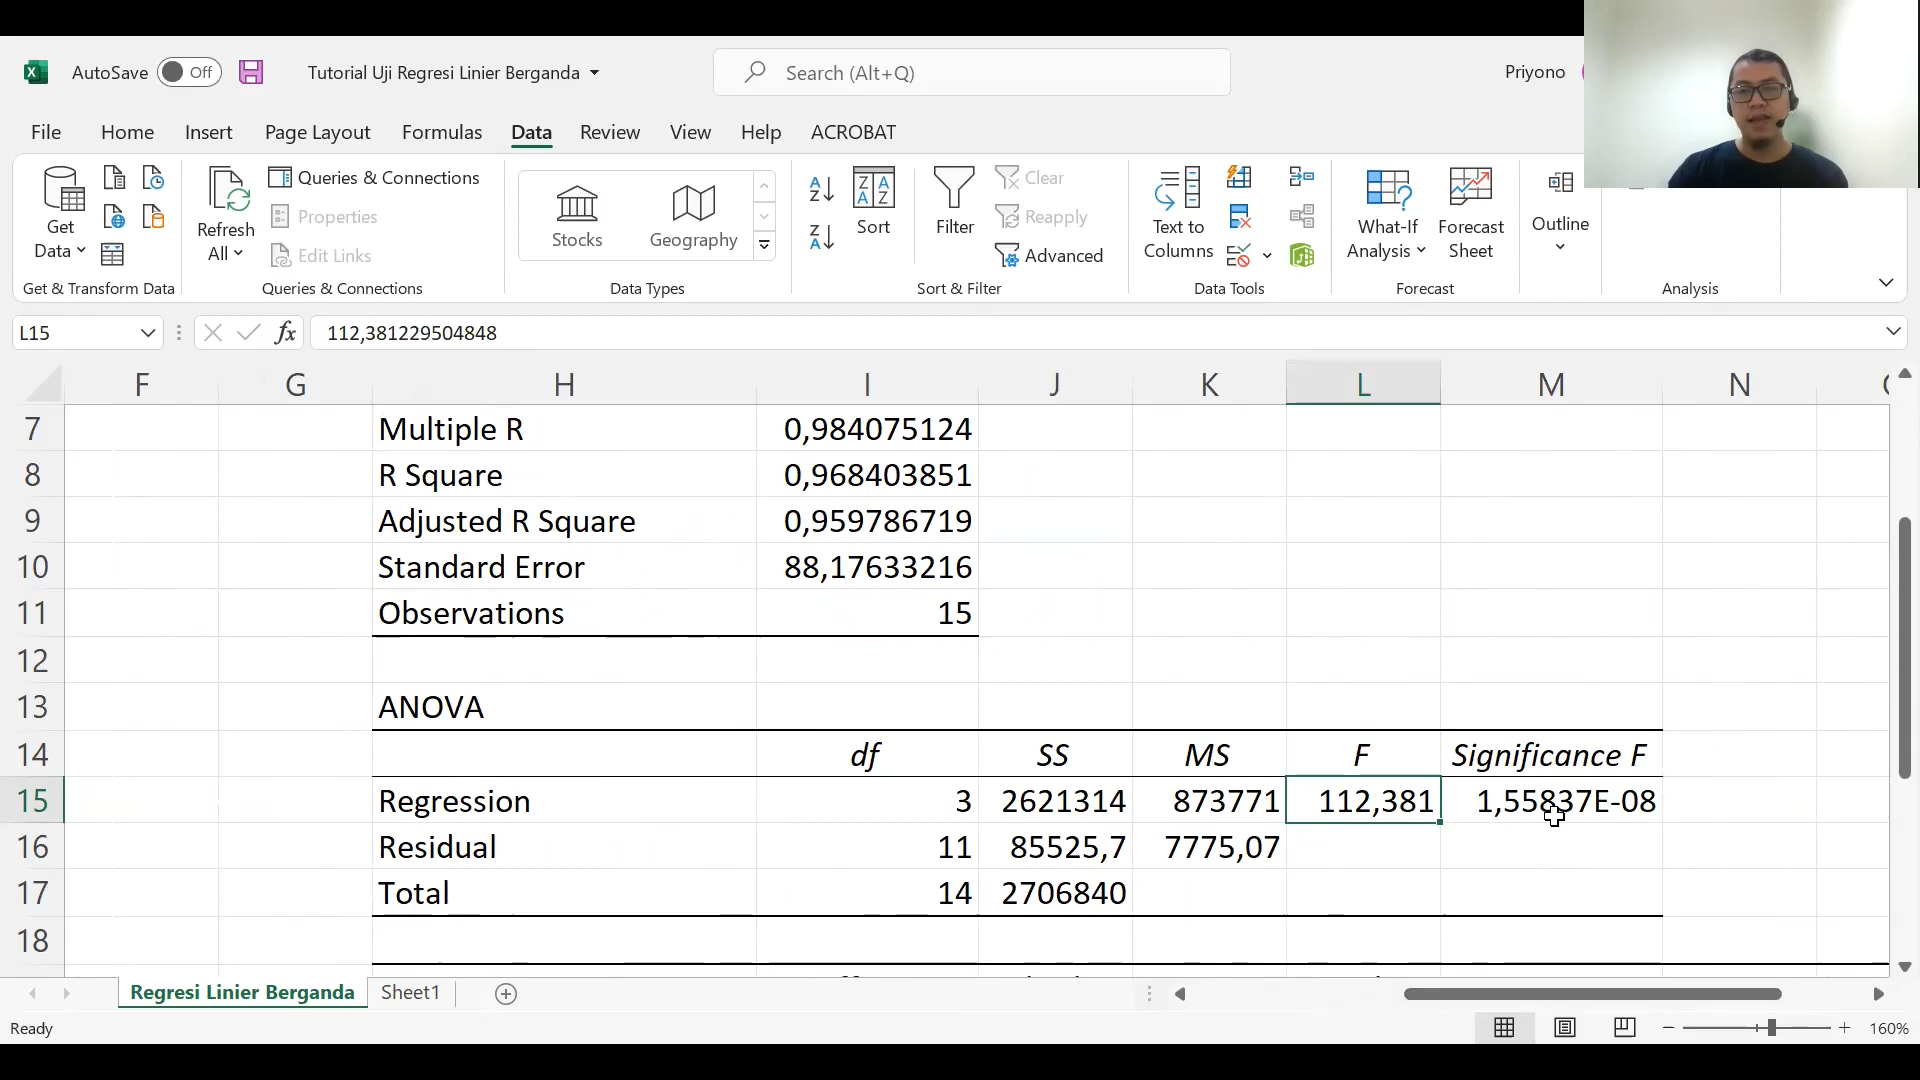 AutoSave Off Tutorial Uji Regresi Linier Berganda Search (Alt+Q) Priyono
File Home Insert Page Layout Formulas Data Review View Help ACROBAT
Get Data
Refresh All
Queries & Connections
Properties
Edit Links
Stocks
Geography
Sort
Filter
Clear
Reapply
Advanced
Text to Columns
What-If Analysis
Forecast Sheet
Outline
Get & Transform Data Queries & Connections Data Types Sort & Filter Data Tools Forecast Analysis
L15 fx 112,381229504848
F G H I J K L M N
7 Multiple R 0,984075124
8 R Square 0,968403851
9 Adjusted R Square 0,959786719
10 Standard Error 88,17633216
11 Observations 15
12
13 ANOVA
14 df SS MS F Significance F
15 Regression 3 2621314 873771 112,381 1,55837E-08
16 Residual 11 85525,7 7775,07
17 Total 14 2706840
18
Regresi Linier Berganda Sheet1
Ready 160%